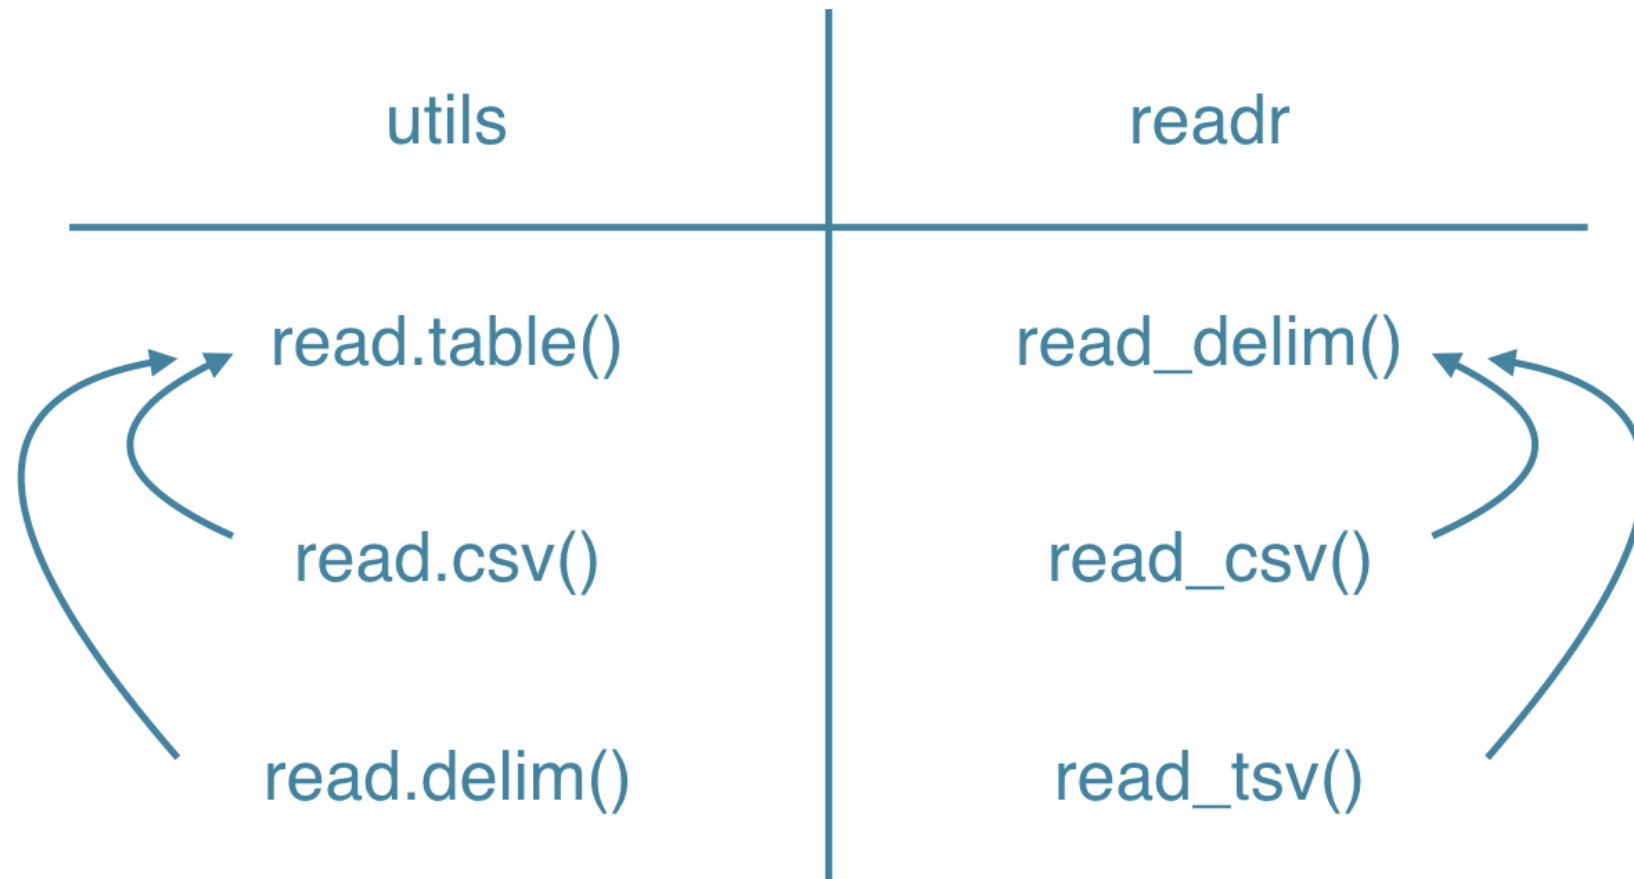 utils readr
read.table() read_delim()
read.csv() read_csv()
read.delim() read_tsv()